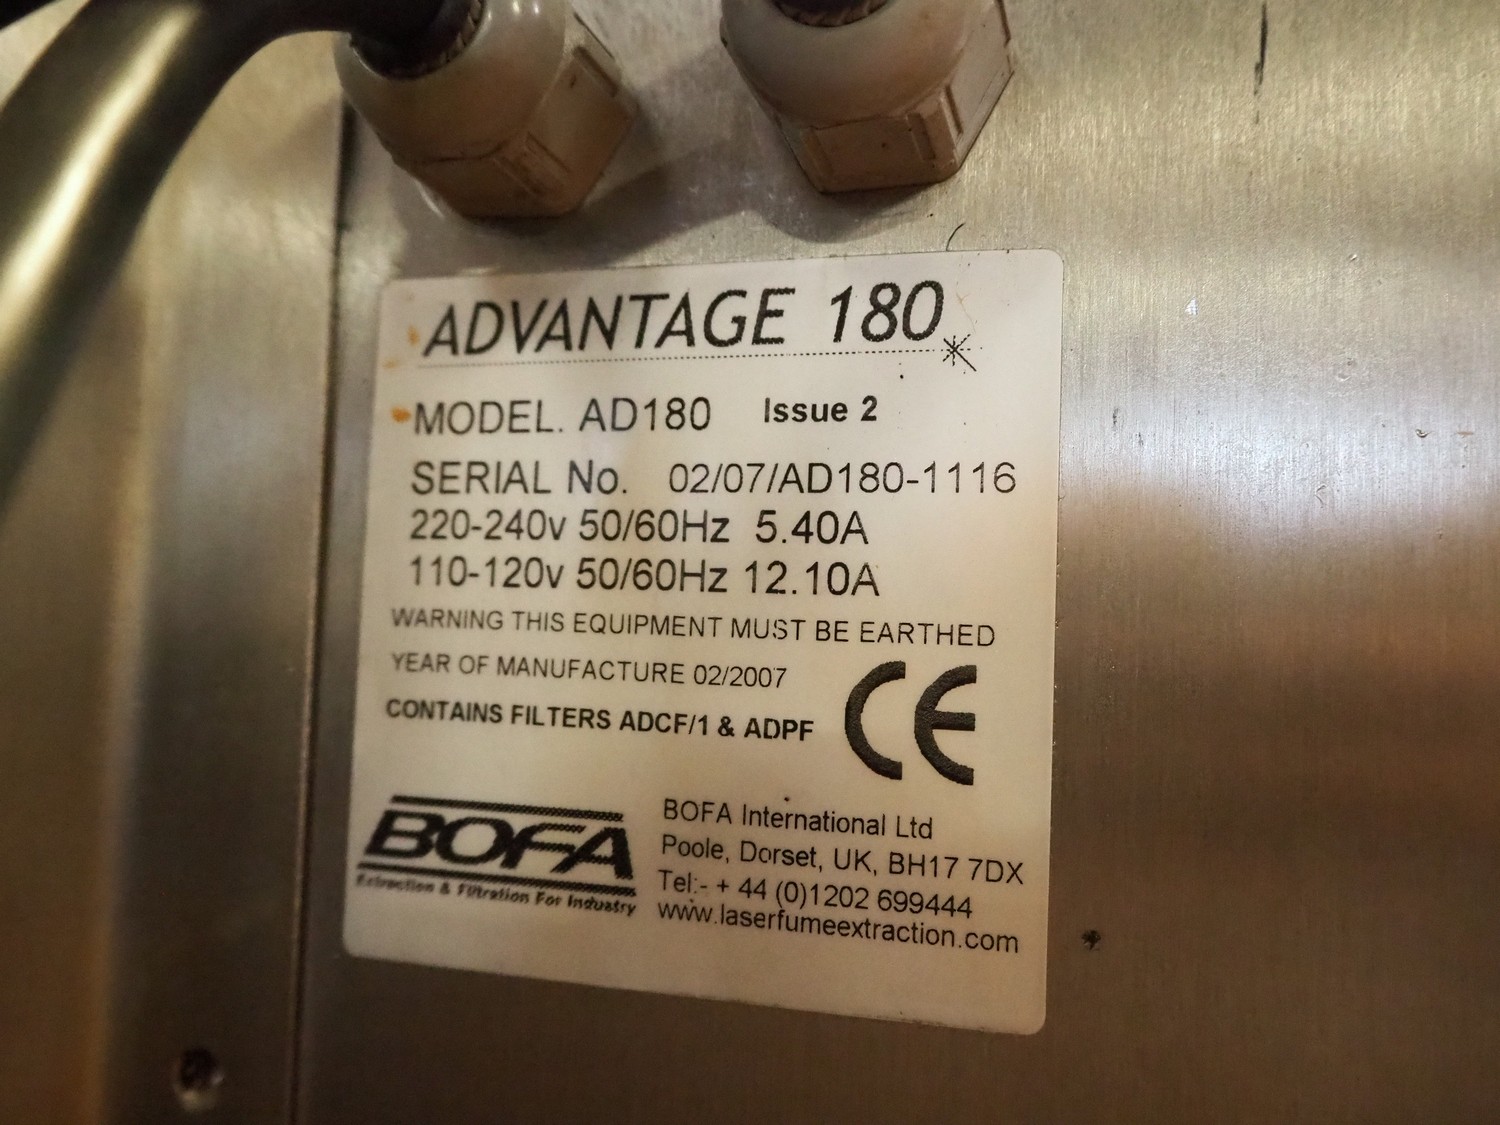 ADVANTAGE 180
MODEL. AD180 Issue 2
SERIAL No. 02/07/AD180-1116
220-240v 50/60Hz 5.40A
110-120v 50/60Hz 12.10A
WARNING THIS EQUIPMENT MUST BE EARTHED
YEAR OF MANUFACTURE 02/2007
CONTAINS FILTERS ADCF/1 & ADPF
CE
BOFA
Extraction & Filtration For Industry
BOFA International Ltd
Poole, Dorset, UK, BH17 7DX
Tel:- + 44 (0)1202 699444
www.laserfumeextraction.com